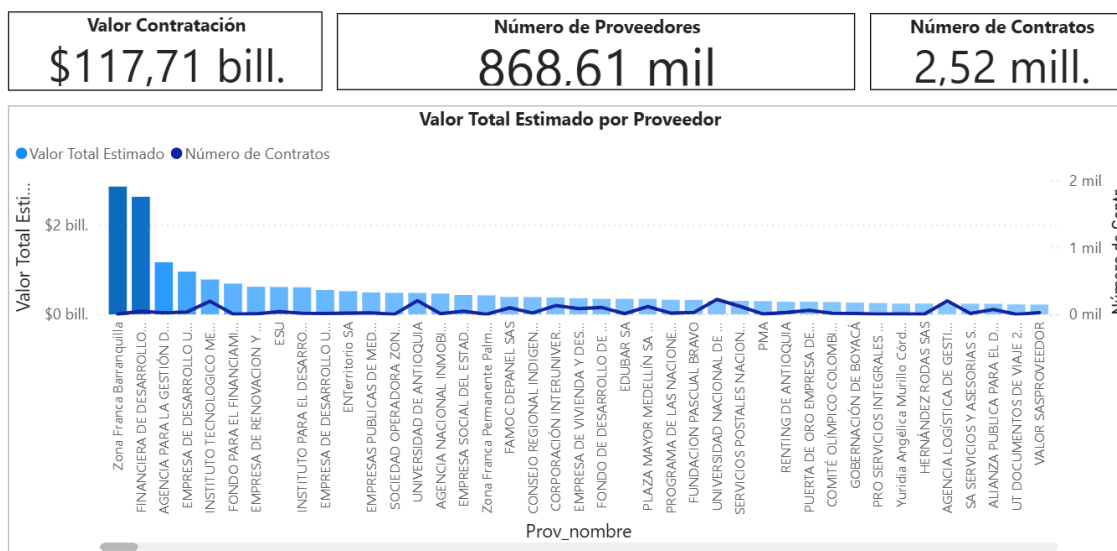 Valor Contratación
$117,71 bill.
Número de Proveedores
868,61 mil
Número de Contratos
2,52 mill.
Valor Total Estimado por Proveedor
Valor Total Estimado
Número de Contratos
Valor Total Esti...
$2 bill.
$0 bill.
2 mil
1 mil
0 mil
Número de Contr...
Zona Franca Barranquilla
FINANCIERA DE DESARROLLO...
AGENCIA PARA LA GESTIÓN D...
EMPRESA DE DESARROLLO U...
INSTITUTO TECNOLOGICO ME...
FONDO PARA EL FINANCIAMI...
EMPRESA DE RENOVACION Y ...
ESU
INSTITUTO PARA EL DESARRO...
EMPRESA DE DESARROLLO U...
ENTerritorio SA
EMPRESAS PUBLICAS DE MED...
SOCIEDAD OPERADORA ZON...
UNIVERSIDAD DE ANTIOQUIA
AGENCIA NACIONAL INMOBI...
EMPRESA SOCIAL DEL ESTAD...
Zona Franca Permanente Palm...
FAMOC DEPANEL SAS
CONSEJO REGIONAL INDIGEN...
CORPORACIÓN INTERUNIVER...
EMPRESA DE VIVIENDA Y DES...
FONDO DE DESARROLLO DE ...
EDUBAR SA
PLAZA MAYOR MEDELLÍN SA ...
PROGRAMA DE LAS NACIONE...
FUNDACION PASCUAL BRAVO
UNIVERSIDAD NACIONAL DE ...
SERVICIOS POSTALES NACION...
PMA
RENTING DE ANTIOQUIA
PUERTA DE ORO EMPRESA DE...
COMITÉ OLÍMPICO COLOMBI...
GOBERNACIÓN DE BOYACÁ
PRO SERVICIOS INTEGRALES ...
Yuridia Angélica Murillo Córd...
HERNÁNDEZ RODAS SAS
AGENCIA LOGÍSTICA DE GESTI...
SA SERVICIOS Y ASESORIAS S...
ALIANZA PUBLICA PARA EL D...
UT DOCUMENTOS DE VIAJE 2...
VALOR SASPROVEEDOR
Prov_nombre